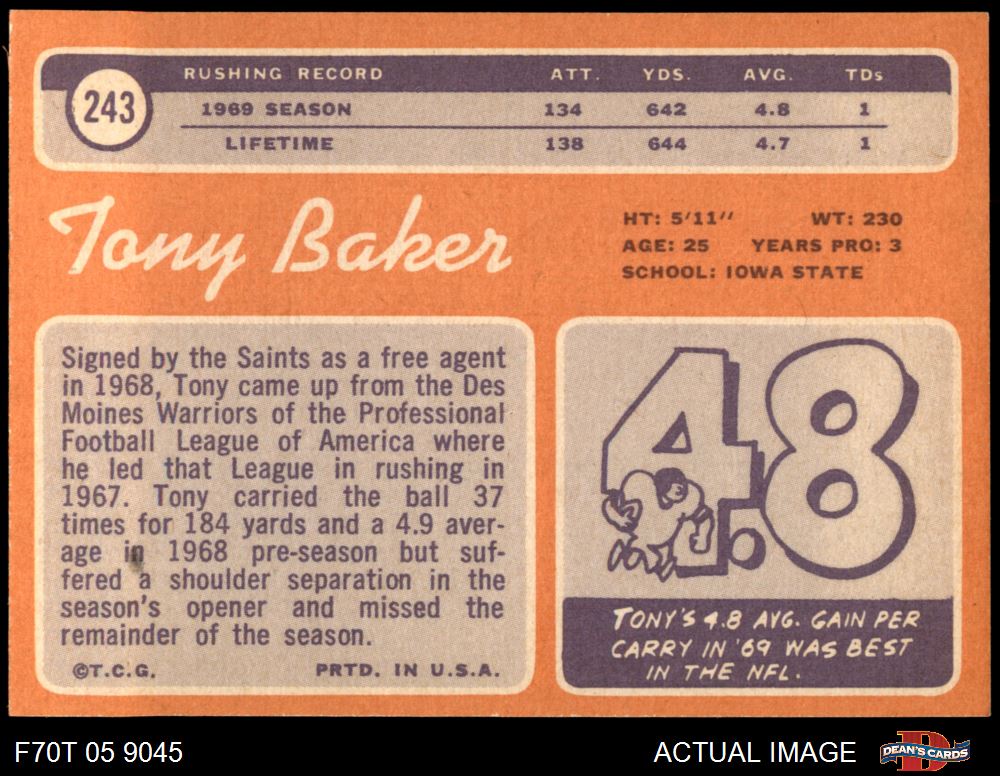 243
RUSHING RECORD ATT. YDS. AVG. TDs
1969 SEASON 134 642 4.8 1
LIFETIME 138 644 4.7 1
Tony Baker
HT: 5'11" WT: 230
AGE: 25 YEARS PRO: 3
SCHOOL: IOWA STATE
Signed by the Saints as a free agent
in 1968, Tony came up from the Des
Moines Warriors of the Professional
Football League of America where
he led that League in rushing in
1967. Tony carried the ball 37
times for 184 yards and a 4.9 aver-
age in 1968 pre-season but suf-
fered a shoulder separation in the
season's opener and missed the
remainder of the season.
©T.C.G. PRTD. IN U.S.A.
4.8
TONY'S 4.8 AVG. GAIN PER
CARRY IN '69 WAS BEST
IN THE NFL.
F70T 05 9045 ACTUAL IMAGE
D
DEAN'S CARDS